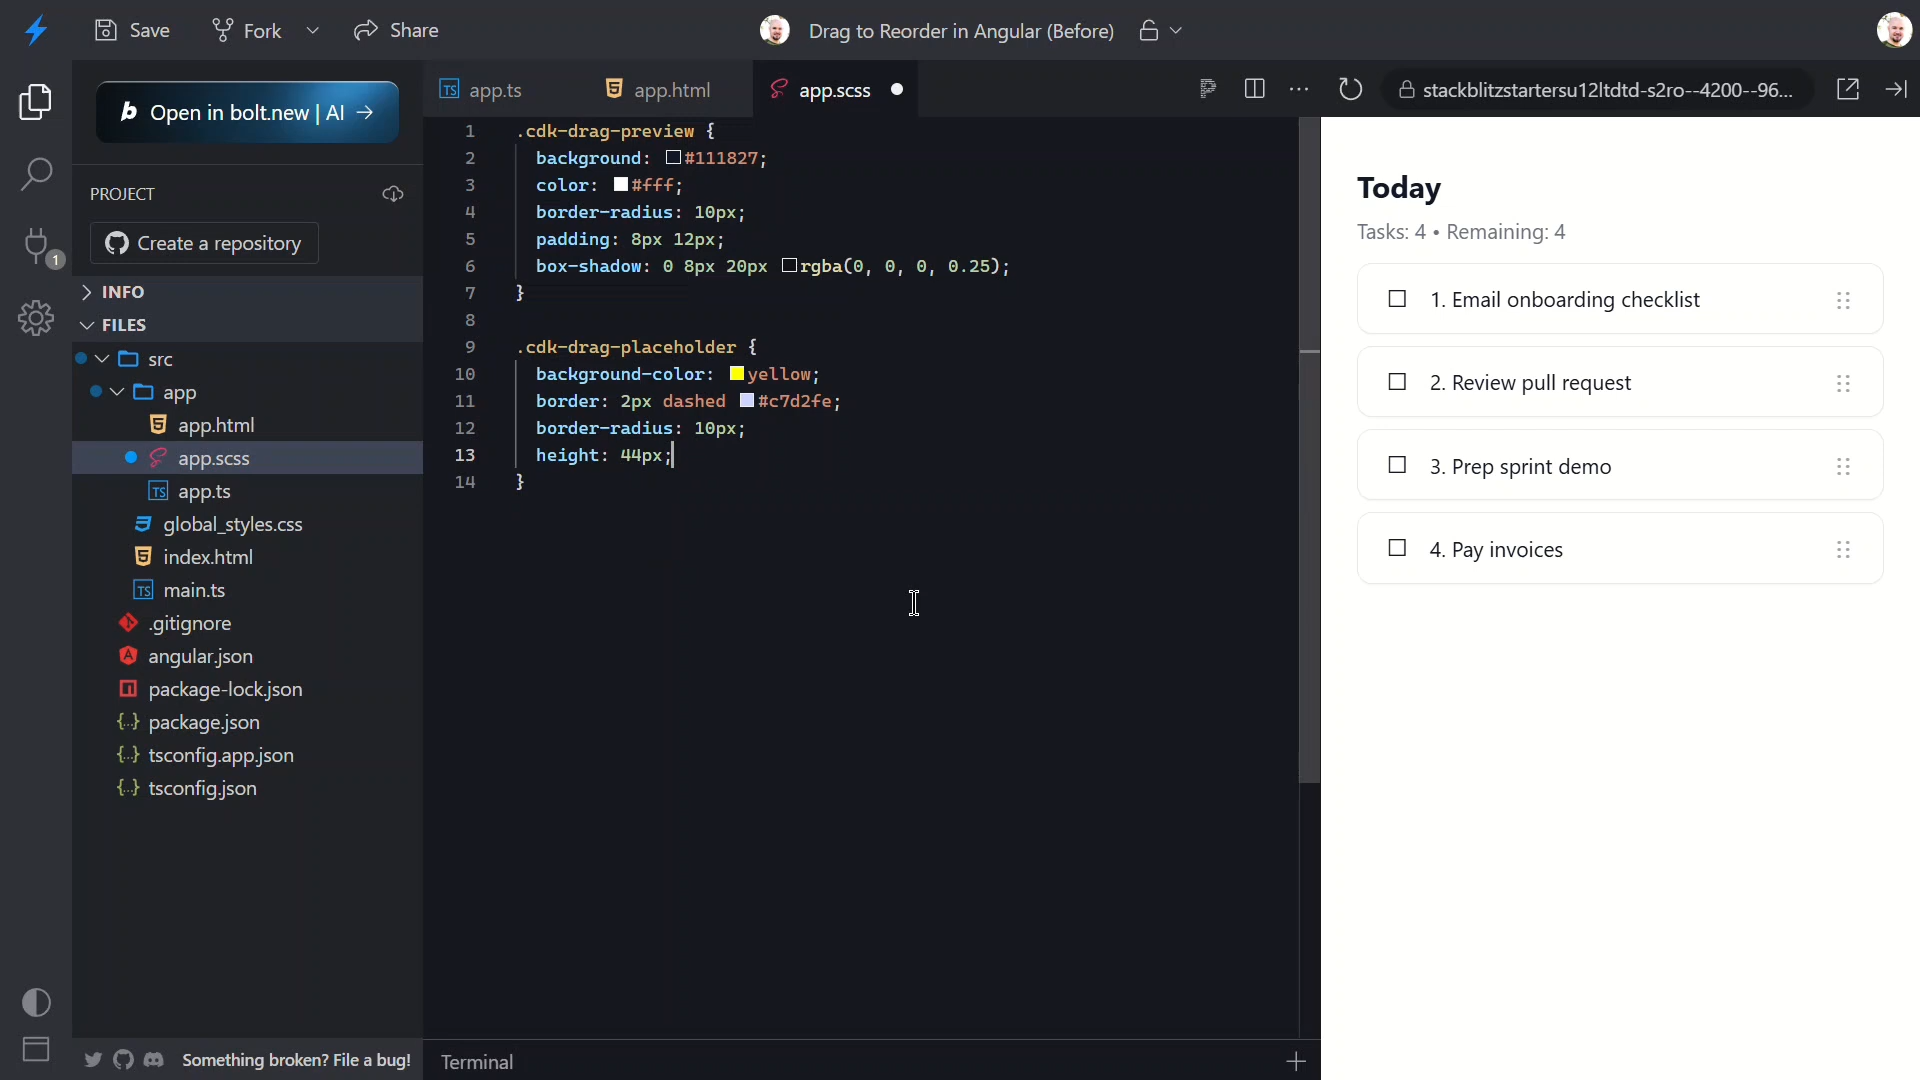 Save
Fork
Share
Drag to Reorder in Angular (Before)
b Open in bolt.new | AI →
PROJECT
Create a repository
1
INFO
FILES
src
app
app.html
app.scss
app.ts
global_styles.css
index.html
main.ts
.gitignore
angular.json
package-lock.json
package.json
tsconfig.app.json
tsconfig.json
Something broken? File a bug!
TS app.ts
app.html
app.scss
1 .cdk-drag-preview {
2 background: #111827;
3 color: #fff;
4 border-radius: 10px;
5 padding: 8px 12px;
6 box-shadow: 0 8px 20px rgba(0, 0, 0, 0.25);
7 }
8
9 .cdk-drag-placeholder {
10 background-color: yellow;
11 border: 2px dashed #c7d2fe;
12 border-radius: 10px;
13 height: 44px;
14 }
Terminal
stackblitzstartersu12ltdtd-s2ro--4200--96...
Today
Tasks: 4 • Remaining: 4
1. Email onboarding checklist
2. Review pull request
3. Prep sprint demo
4. Pay invoices